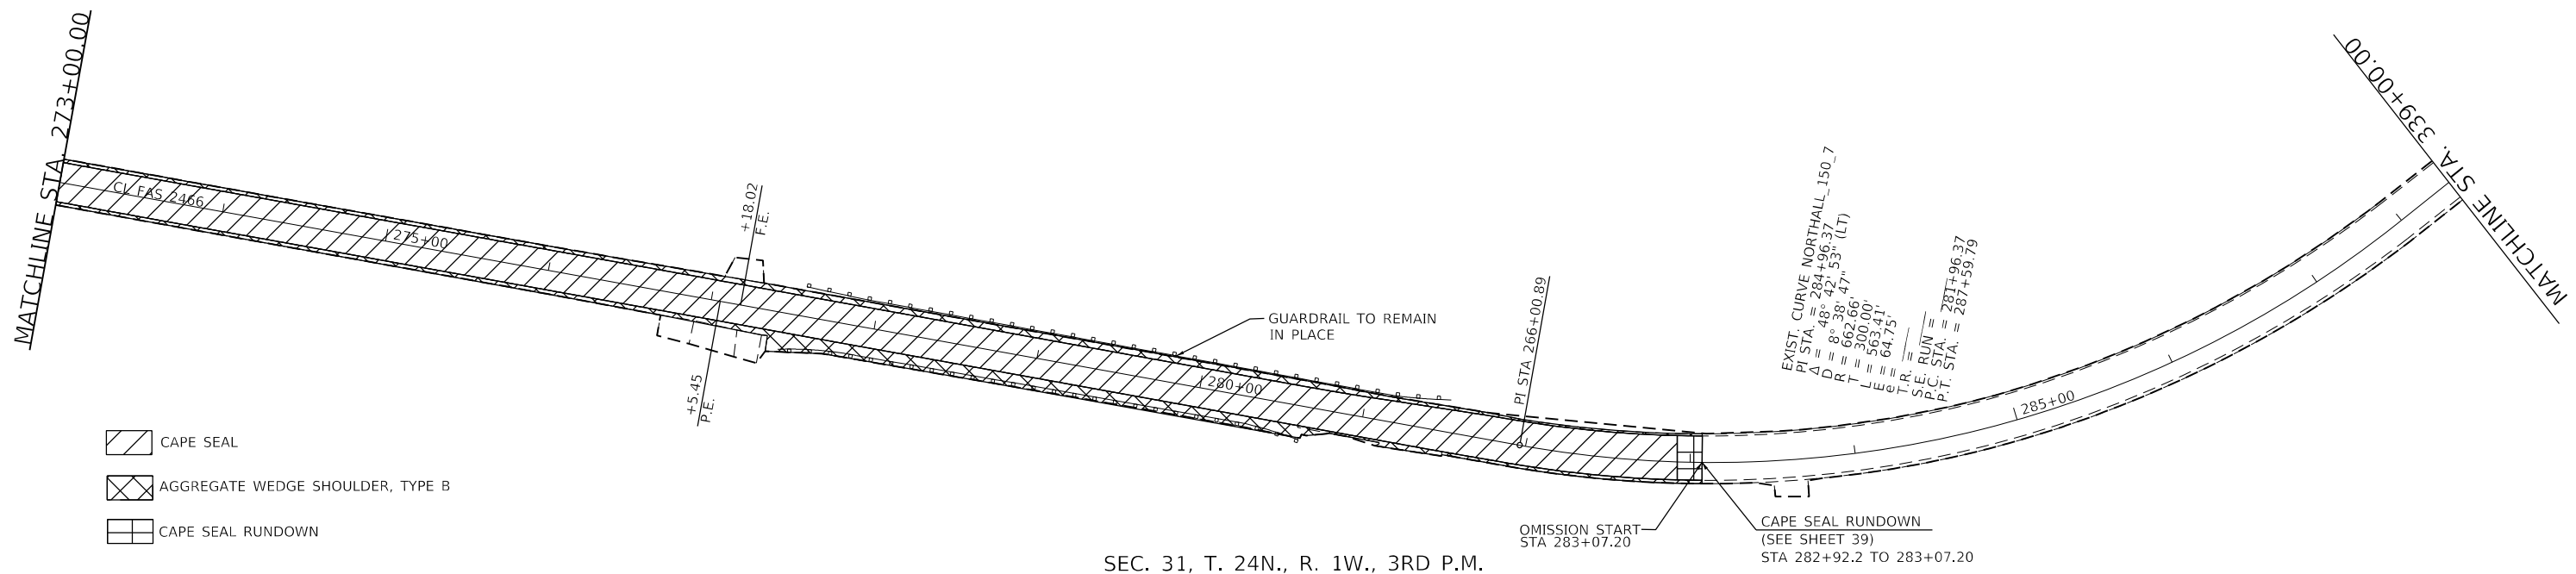 MATCHLINE STA. 273+00.00
CL FAS 2466
275+00
+18.02
F.E.
+5.45
P.E.
GUARDRAIL TO REMAIN
IN PLACE
280+00
PI STA 266+00.89
EXIST. CURVE NORTHALL_150_7
PI STA. = 284+96.37
Δ = 48° 42' 53" (LT)
D = 8° 38' 47"
R = 662.66'
T = 300.00'
L = 563.41'
E = 64.75'
e =
T.R. =
S.E. RUN =
P.C. STA. = 281+96.37
P.T. STA. = 287+59.79
285+00
MATCHLINE STA. 339+00.00
CAPE SEAL
AGGREGATE WEDGE SHOULDER, TYPE B
CAPE SEAL RUNDOWN
OMISSION START
STA 283+07.20
CAPE SEAL RUNDOWN
(SEE SHEET 39)
STA 282+92.2 TO 283+07.20
SEC. 31, T. 24N., R. 1W., 3RD P.M.